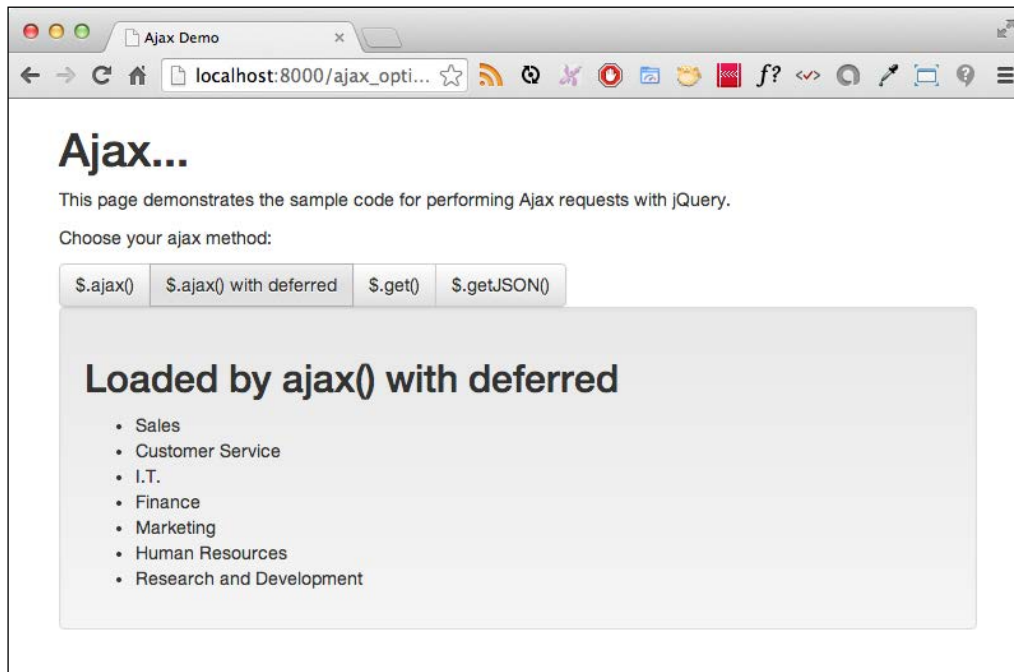 Ajax Demo
localhost:8000/ajax_opti...
f?
Ajax...
This page demonstrates the sample code for performing Ajax requests with jQuery.
Choose your ajax method:
$.ajax() $.ajax() with deferred $.get() $.getJSON()
Loaded by ajax() with deferred
• Sales
• Customer Service
• I.T.
• Finance
• Marketing
• Human Resources
• Research and Development